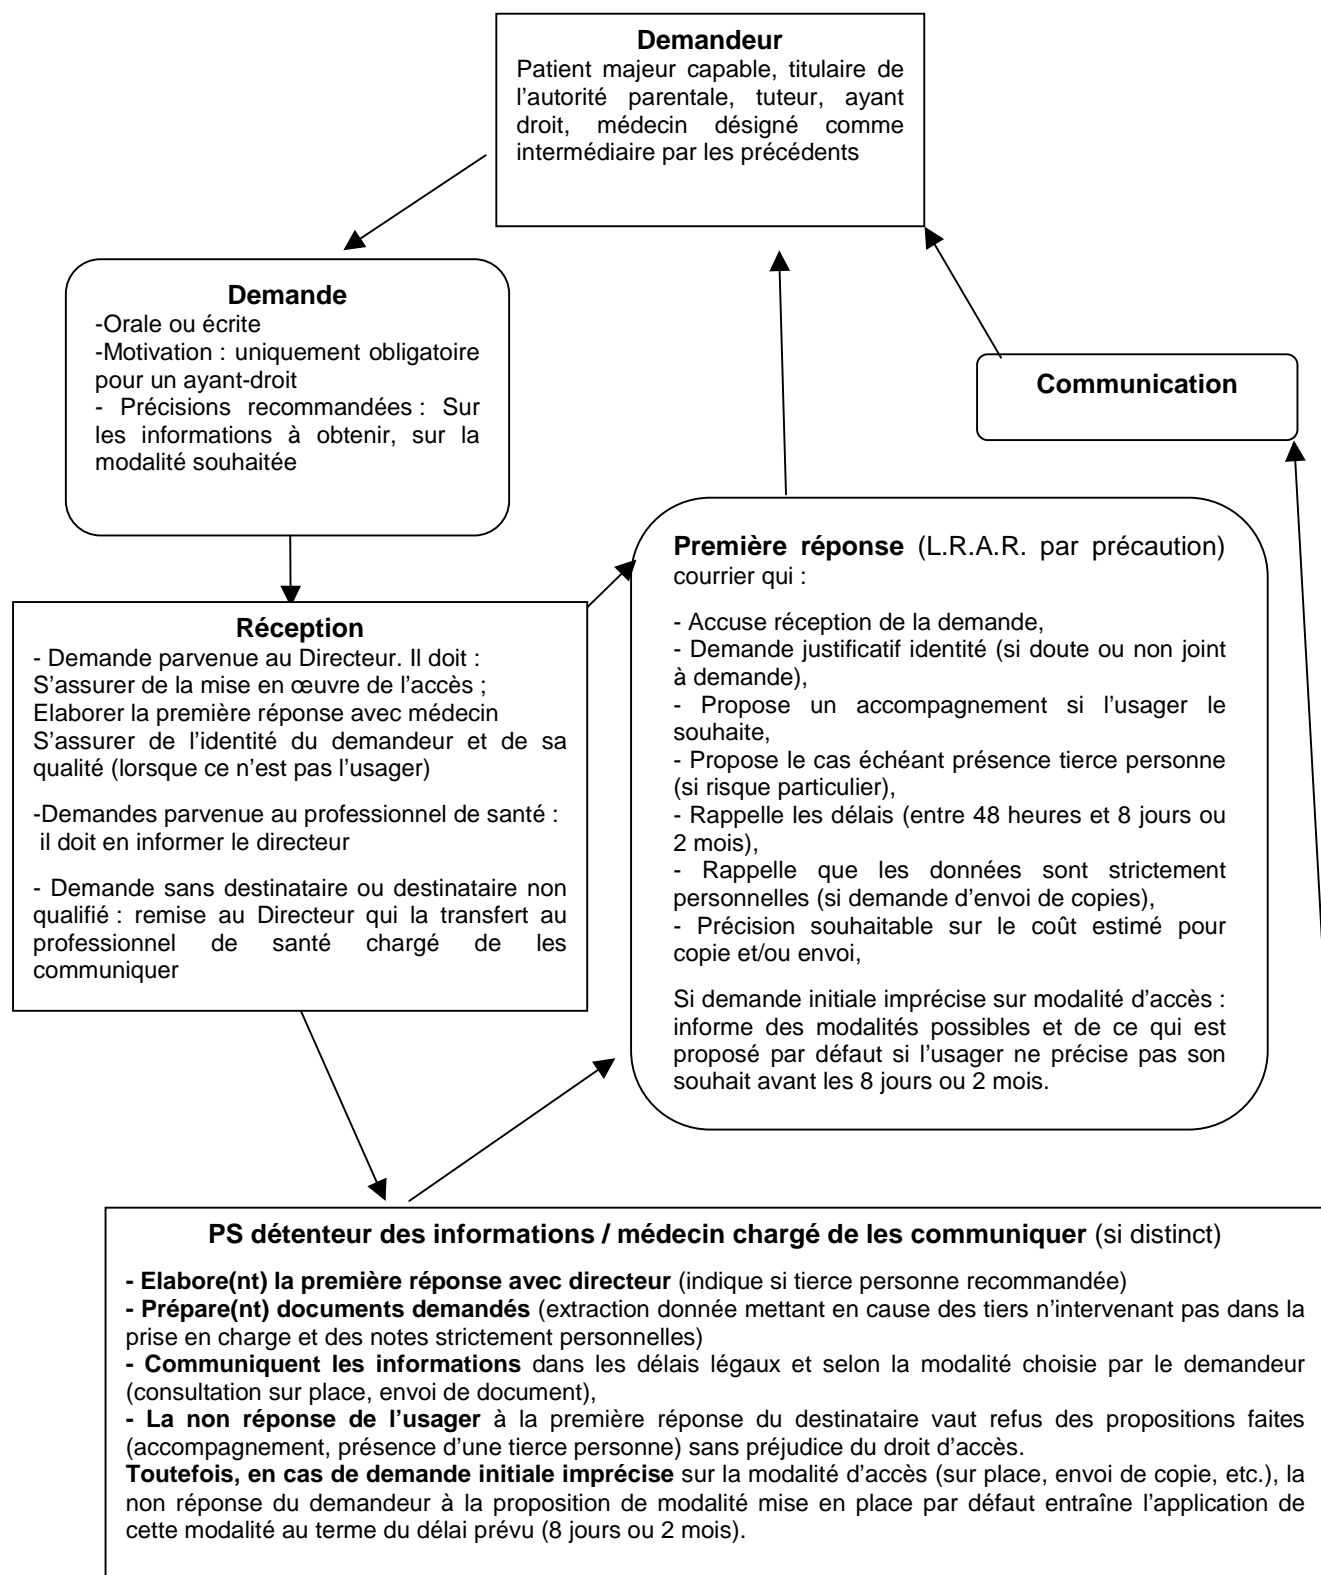 Demandeur
Patient majeur capable, titulaire de
l'autorité parentale, tuteur, ayant
droit, médecin désigné comme
intermédiaire par les précédents
Demande
-Orale ou écrite
-Motivation : uniquement obligatoire
pour un ayant-droit
- Précisions recommandées : Sur
les informations à obtenir, sur la
modalité souhaitée
Communication
Réception
- Demande parvenue au Directeur. Il doit :
S'assurer de la mise en œuvre de l'accès ;
Elaborer la première réponse avec médecin
S'assurer de l'identité du demandeur et de sa
qualité (lorsque ce n'est pas l'usager)
-Demandes parvenue au professionnel de santé :
il doit en informer le directeur
- Demande sans destinataire ou destinataire non
qualifié : remise au Directeur qui la transfert au
professionnel de santé chargé de les
communiquer
Première réponse (L.R.A.R. par précaution)
courrier qui :
- Accuse réception de la demande,
- Demande justificatif identité (si doute ou non joint
à demande),
- Propose un accompagnement si l'usager le
souhaite,
- Propose le cas échéant présence tierce personne
(si risque particulier),
- Rappelle les délais (entre 48 heures et 8 jours ou
2 mois),
- Rappelle que les données sont strictement
personnelles (si demande d'envoi de copies),
- Précision souhaitable sur le coût estimé pour
copie et/ou envoi,
Si demande initiale imprécise sur modalité d'accès :
informe des modalités possibles et de ce qui est
proposé par défaut si l'usager ne précise pas son
souhait avant les 8 jours ou 2 mois.
PS détenteur des informations / médecin chargé de les communiquer (si distinct)
- Elabore(nt) la première réponse avec directeur (indique si tierce personne recommandée)
- Prépare(nt) documents demandés (extraction donnée mettant en cause des tiers n'intervenant pas dans la
prise en charge et des notes strictement personnelles)
- Communiquent les informations dans les délais légaux et selon la modalité choisie par le demandeur
(consultation sur place, envoi de document),
- La non réponse de l'usager à la première réponse du destinataire vaut refus des propositions faites
(accompagnement, présence d'une tierce personne) sans préjudice du droit d'accès.
Toutefois, en cas de demande initiale imprécise sur la modalité d'accès (sur place, envoi de copie, etc.), la
non réponse du demandeur à la proposition de modalité mise en place par défaut entraîne l'application de
cette modalité au terme du délai prévu (8 jours ou 2 mois).